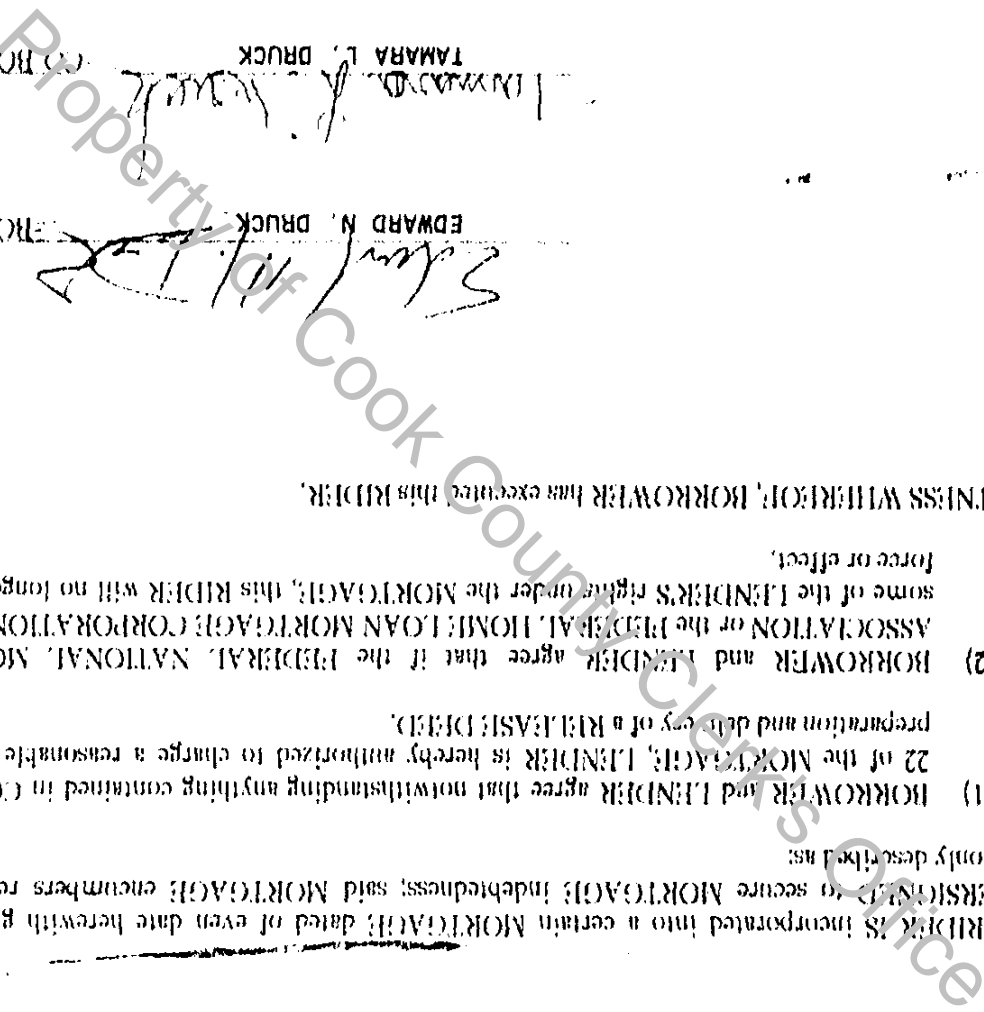 RIDER IS incorporated into a certain MORTGAGE dated of even date herewith g
ERSIGNED to secure MORTGAGE indebtedness; said MORTGAGE encumbers re
only described as:
1) BORROWER and LENDER agree that notwithstanding anything contained in C
22 of the MORTGAGE, LENDER is hereby authorized to charge a reasonable
preparation and delivery of a RELEASE DEED.
2) BORROWER and LENDER agree that if the FEDERAL NATIONAL MO
ASSOCIATION or the FEDERAL HOME LOAN MORTGAGE CORPORATION
some of the LENDER'S rights under the MORTGAGE, this RIDER will no longe
force or effect.
TNESS WHEREOF, BORROWER has executed this RIDER.
EDWARD N. DRUCK
Tamara L. Druck
TAMARA L. DRUCK CO BO
Property of Cook County Clerk's Office